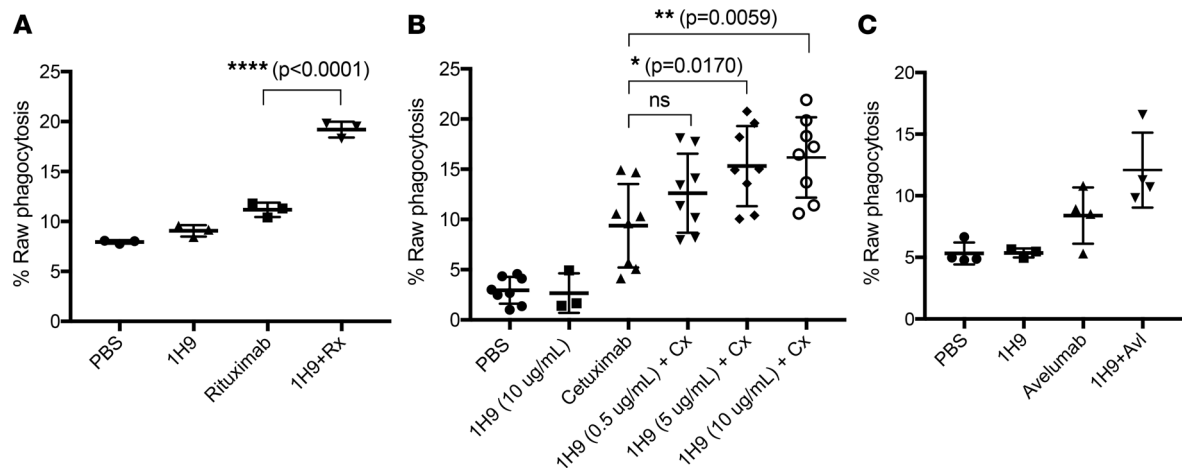 A
% Raw phagocytosis
25
20
15
10
5
0
**** (p<0.0001)
PBS
1H9
Rituximab
1H9+Rx
B
% Raw phagocytosis
25
20
15
10
5
0
** (p=0.0059)
* (p=0.0170)
ns
PBS
1H9 (10 ug/mL)
Cetuximab
1H9 (0.5 ug/mL) + Cx
1H9 (5 ug/mL) + Cx
1H9 (10 ug/mL) + Cx
C
% Raw phagocytosis
20
15
10
5
0
PBS
1H9
Avelumab
1H9+Avl